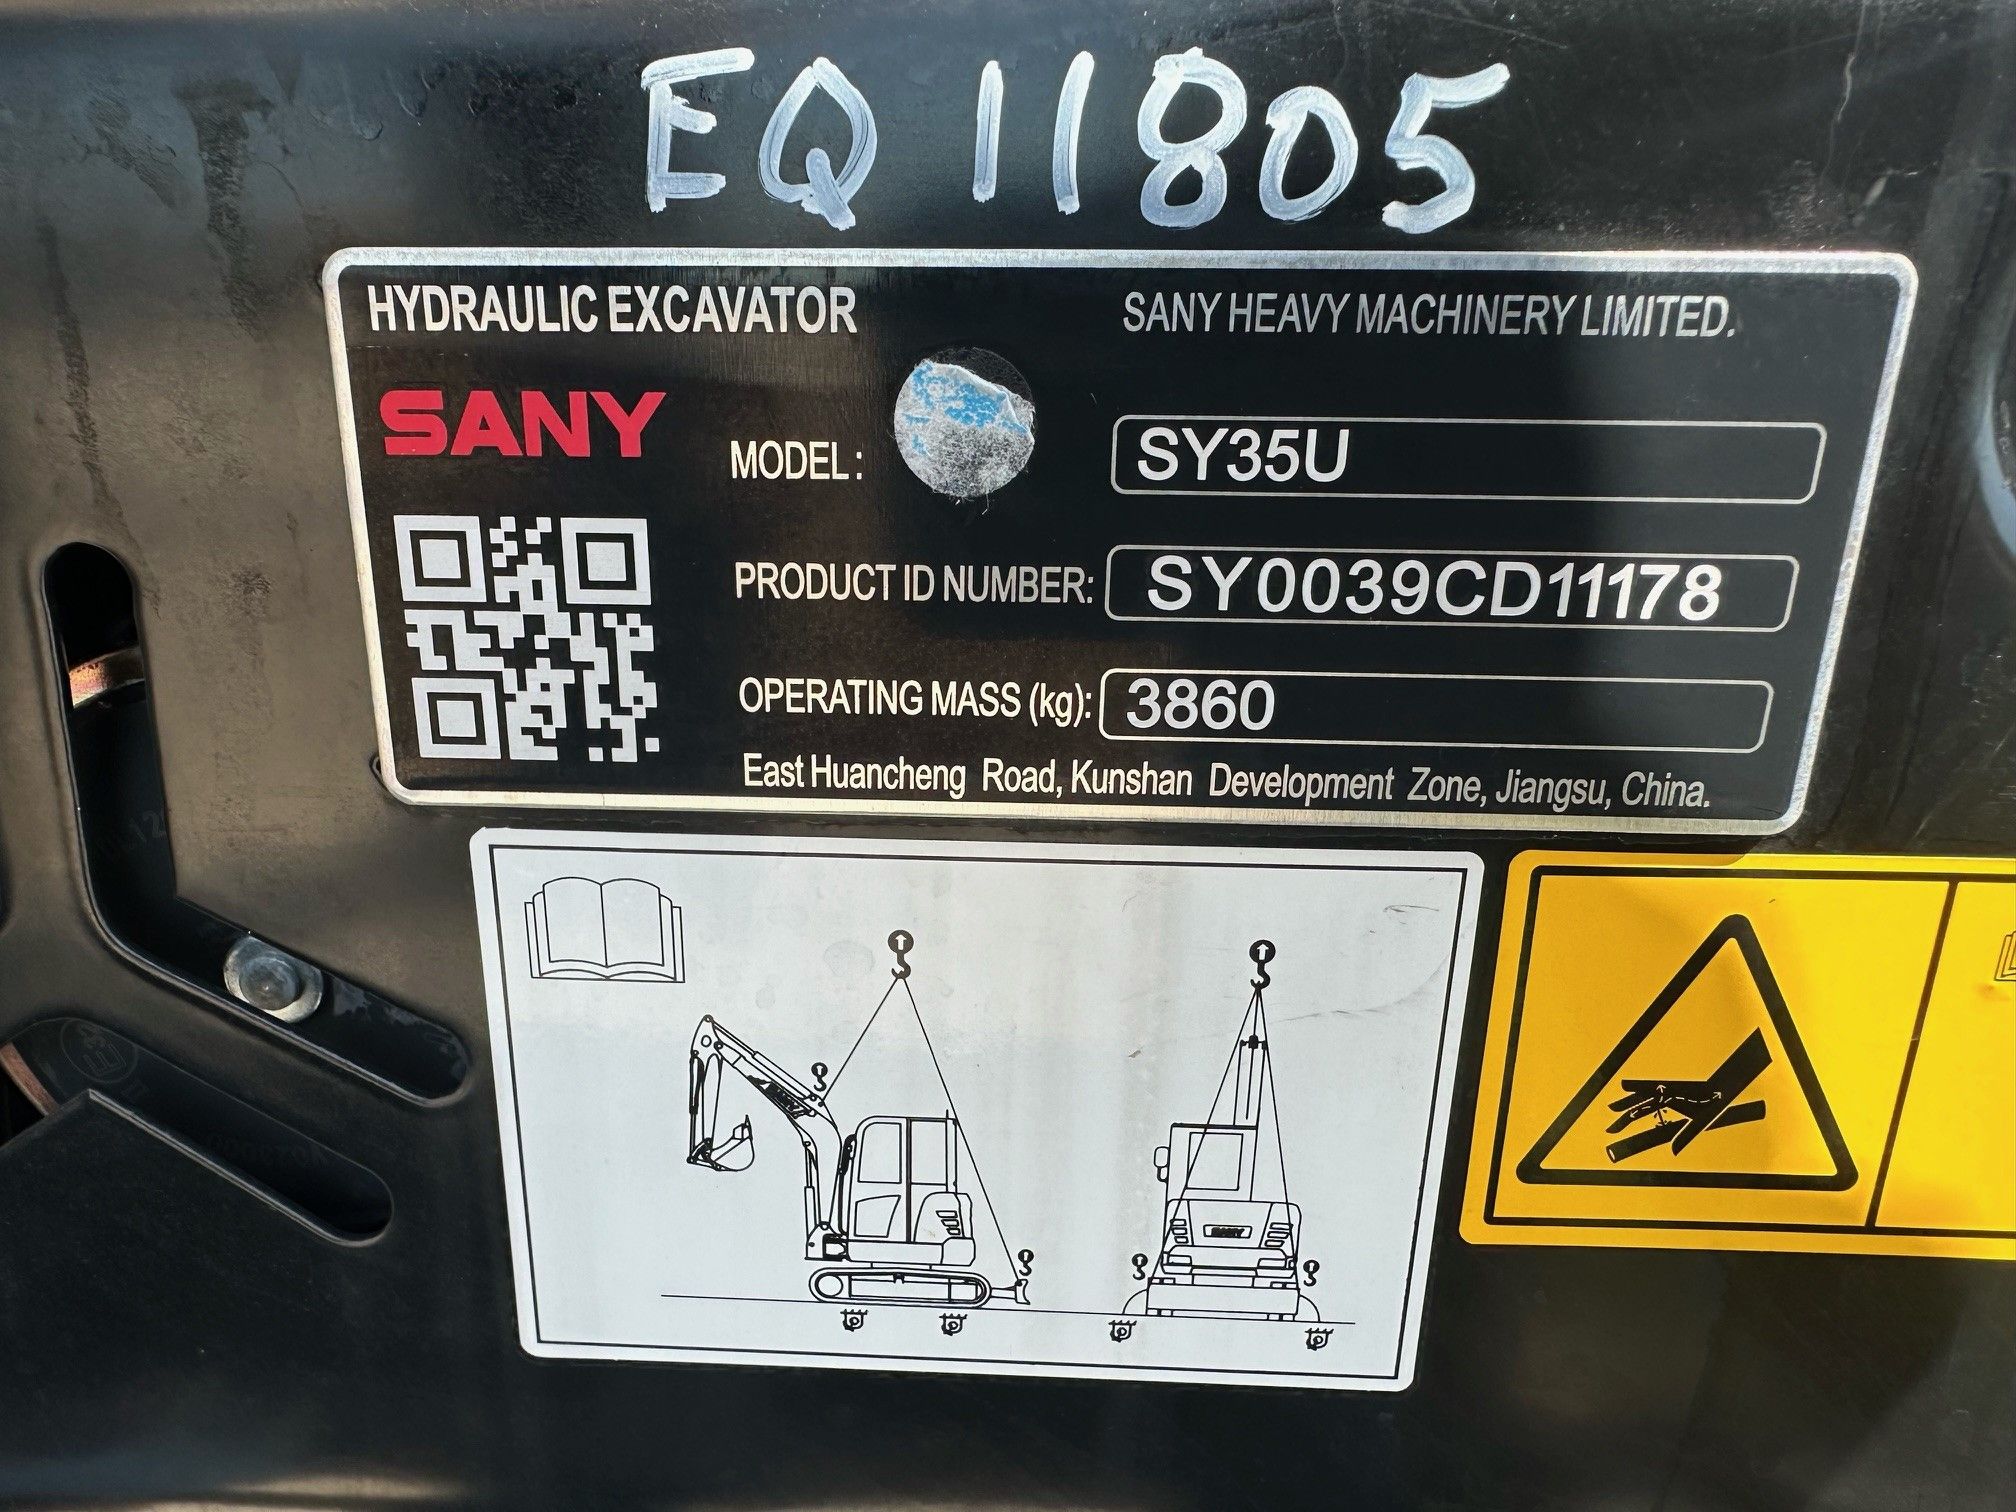 EQ 11805
HYDRAULIC EXCAVATOR
SANY HEAVY MACHINERY LIMITED.
SANY
MODEL: SY35U
PRODUCT ID NUMBER: SY0039CD11178
OPERATING MASS (kg): 3860
East Huancheng Road, Kunshan Development Zone, Jiangsu, China.
SANY